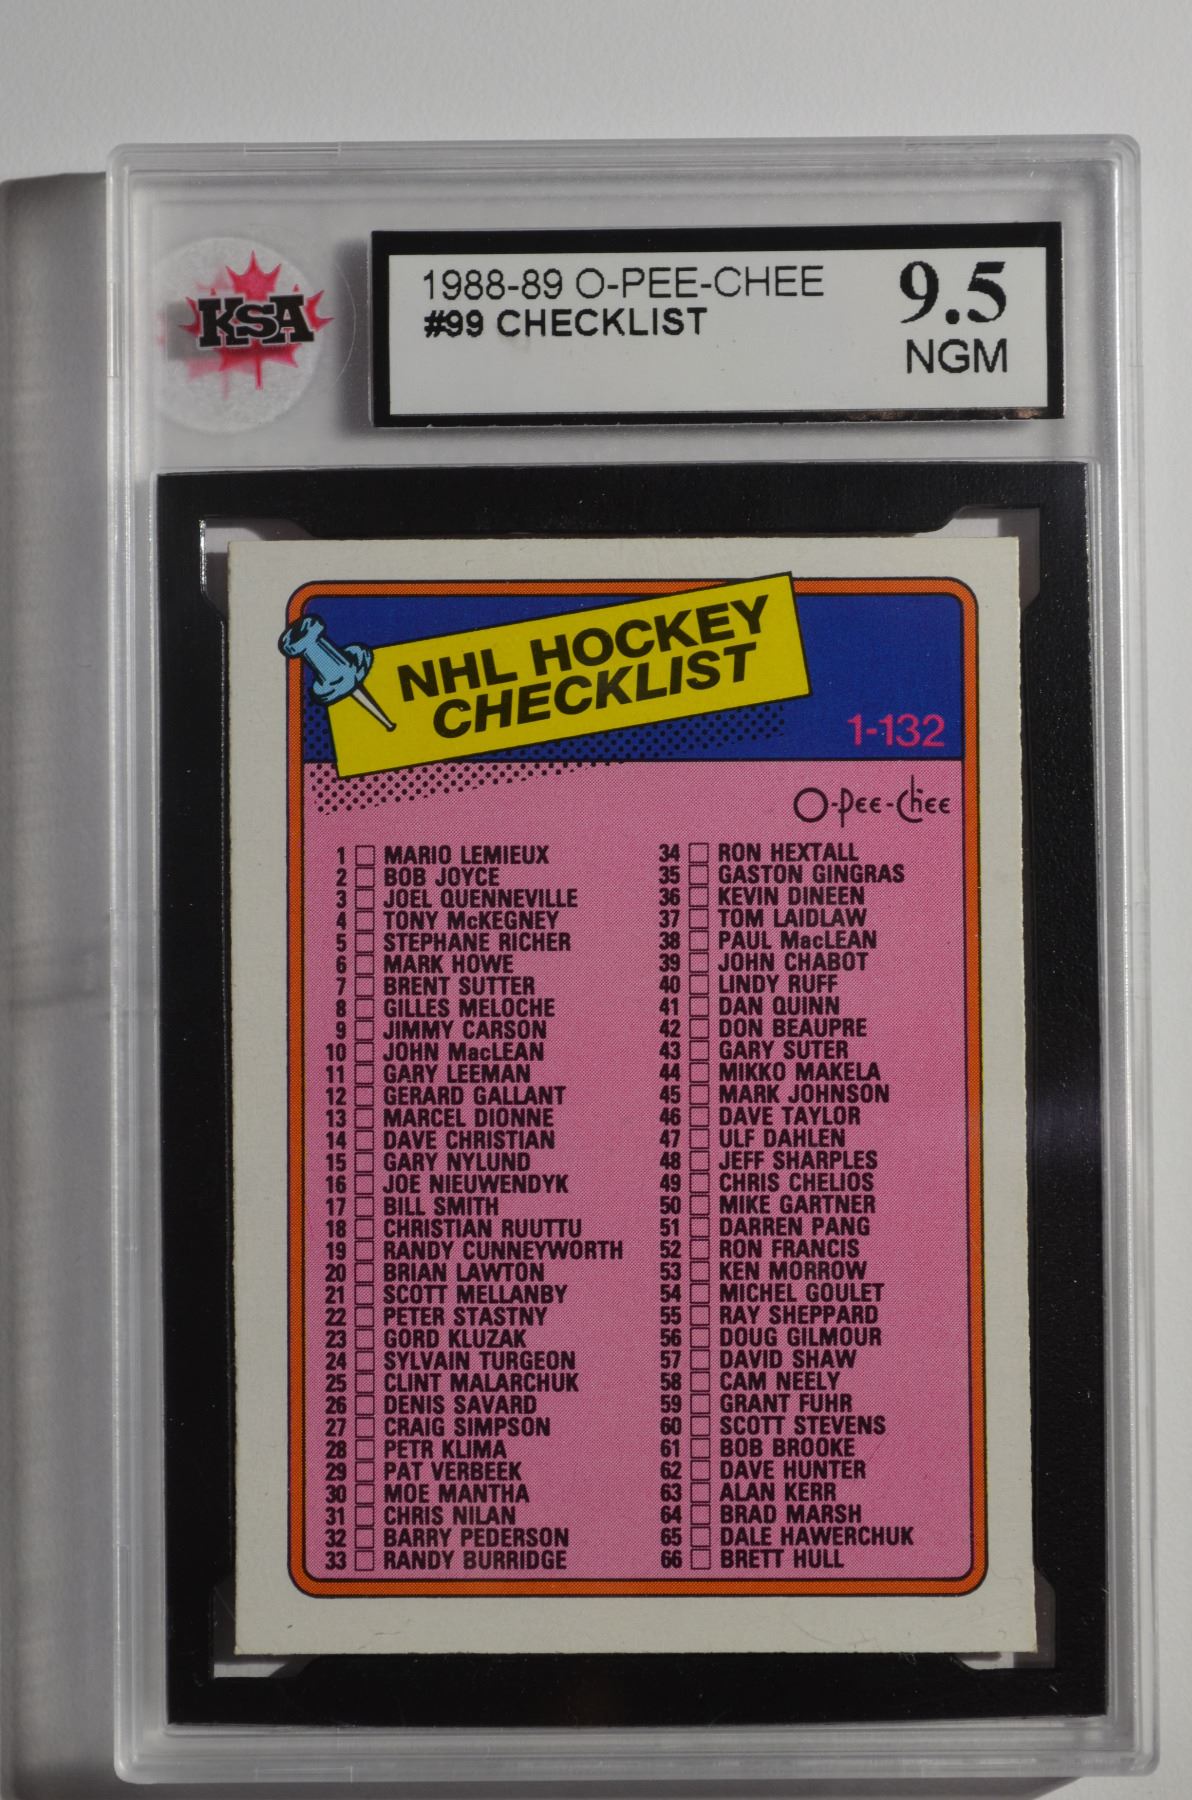 KSA
1988-89 O-PEE-CHEE
#99 CHECKLIST
9.5
NGM
NHL HOCKEY
CHECKLIST
1-132
O-Pee-Chee
1 MARIO LEMIEUX
2 BOB JOYCE
3 JOEL QUENNEVILLE
4 TONY McKEGNEY
5 STEPHANE RICHER
6 MARK HOWE
7 BRENT SUTTER
8 GILLES MELOCHE
9 JIMMY CARSON
10 JOHN MacLEAN
11 GARY LEEMAN
12 GERARD GALLANT
13 MARCEL DIONNE
14 DAVE CHRISTIAN
15 GARY NYLUND
16 JOE NIEUWENDYK
17 BILL SMITH
18 CHRISTIAN RUUTTU
19 RANDY CUNNEYWORTH
20 BRIAN LAWTON
21 SCOTT MELLANBY
22 PETER STASTNY
23 GORD KLUZAK
24 SYLVAIN TURGEON
25 CLINT MALARCHUK
26 DENIS SAVARD
27 CRAIG SIMPSON
28 PETR KLIMA
29 PAT VERBEEK
30 MOE MANTHA
31 CHRIS NILAN
32 BARRY PEDERSON
33 RANDY BURRIDGE
34 RON HEXTALL
35 GASTON GINGRAS
36 KEVIN DINEEN
37 TOM LAIDLAW
38 PAUL MacLEAN
39 JOHN CHABOT
40 LINDY RUFF
41 DAN QUINN
42 DON BEAUPRE
43 GARY SUTER
44 MIKKO MAKELA
45 MARK JOHNSON
46 DAVE TAYLOR
47 ULF DAHLEN
48 JEFF SHARPLES
49 CHRIS CHELIOS
50 MIKE GARTNER
51 DARREN PANG
52 RON FRANCIS
53 KEN MORROW
54 MICHEL GOULET
55 RAY SHEPPARD
56 DOUG GILMOUR
57 DAVID SHAW
58 CAM NEELY
59 GRANT FUHR
60 SCOTT STEVENS
61 BOB BROOKE
62 DAVE HUNTER
63 ALAN KERR
64 BRAD MARSH
65 DALE HAWERCHUK
66 BRETT HULL